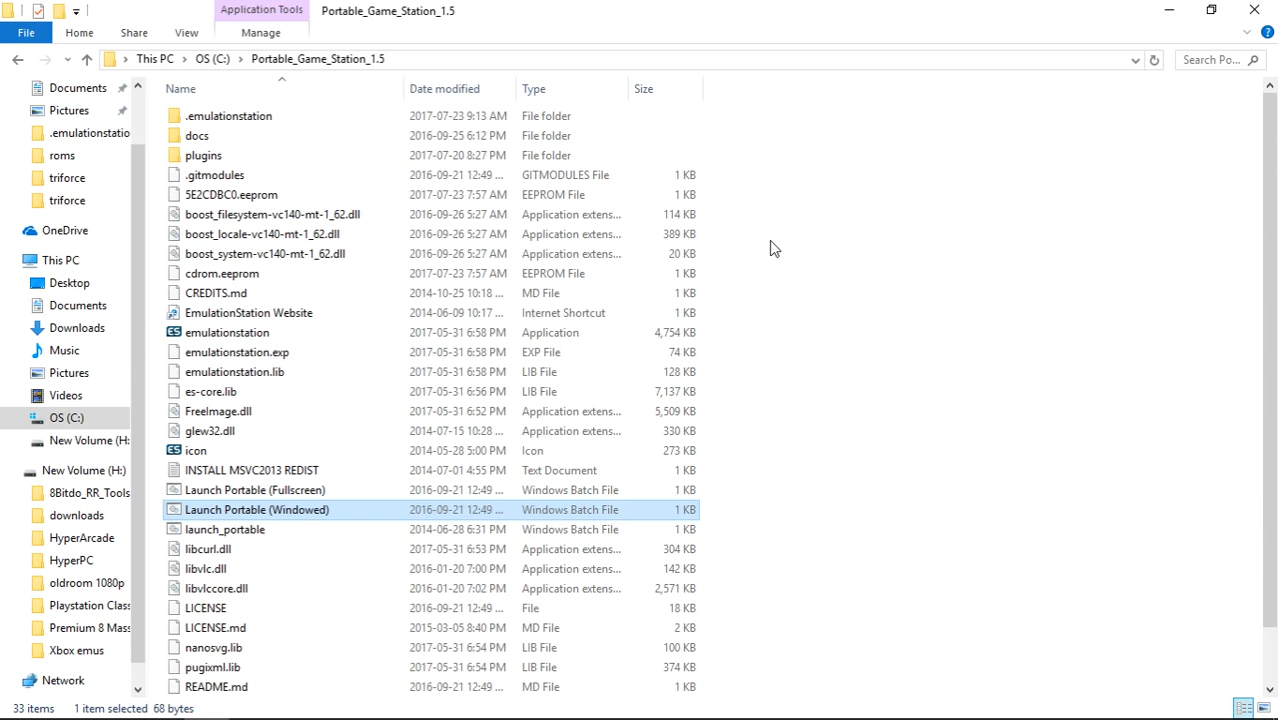 Application Tools
Portable_Game_Station_1.5
File
Home
Share
View
Manage
This PC
OS (C:)
Portable_Game_Station_1.5
Search Po...
Documents
Pictures
.emulationstatio
roms
triforce
triforce
OneDrive
This PC
Desktop
Documents
Downloads
Music
Pictures
Videos
OS (C:)
New Volume (H:
New Volume (H:)
8Bitdo_RR_Tools
downloads
HyperArcade
HyperPC
oldroom 1080p
Playstation Class
Premium 8 Mass
Xbox emus
Network
Name Date modified Type Size
.emulationstation 2017-07-23 9:13 AM File folder
docs 2016-09-25 6:12 PM File folder
plugins 2017-07-20 8:27 PM File folder
.gitmodules 2016-09-21 12:49 ... GITMODULES File 1 KB
5E2CDBC0.eeprom 2017-07-23 7:57 AM EEPROM File 1 KB
boost_filesystem-vc140-mt-1_62.dll 2016-09-26 5:27 AM Application extens... 114 KB
boost_locale-vc140-mt-1_62.dll 2016-09-26 5:27 AM Application extens... 389 KB
boost_system-vc140-mt-1_62.dll 2016-09-26 5:27 AM Application extens... 20 KB
cdrom.eeprom 2017-07-23 7:57 AM EEPROM File 1 KB
CREDITS.md 2014-10-25 10:18 ... MD File 1 KB
EmulationStation Website 2014-06-09 10:17 ... Internet Shortcut 1 KB
emulationstation 2017-05-31 6:58 PM Application 4,754 KB
emulationstation.exp 2017-05-31 6:58 PM EXP File 74 KB
emulationstation.lib 2017-05-31 6:58 PM LIB File 128 KB
es-core.lib 2017-05-31 6:56 PM LIB File 7,137 KB
FreeImage.dll 2017-05-31 6:52 PM Application extens... 5,509 KB
glew32.dll 2014-07-15 10:28 ... Application extens... 330 KB
icon 2014-05-28 5:00 PM Icon 273 KB
INSTALL MSVC2013 REDIST 2014-07-01 4:55 PM Text Document 1 KB
Launch Portable (Fullscreen) 2016-09-21 12:49 ... Windows Batch File 1 KB
Launch Portable (Windowed) 2016-09-21 12:49 ... Windows Batch File 1 KB
launch_portable 2014-06-28 6:31 PM Windows Batch File 1 KB
libcurl.dll 2017-05-31 6:53 PM Application extens... 304 KB
libvlc.dll 2016-01-20 7:00 PM Application extens... 142 KB
libvlccore.dll 2016-01-20 7:02 PM Application extens... 2,571 KB
LICENSE 2016-09-21 12:49 ... File 18 KB
LICENSE.md 2015-03-05 8:40 PM MD File 2 KB
nanosvg.lib 2017-05-31 6:54 PM LIB File 100 KB
pugixml.lib 2017-05-31 6:54 PM LIB File 374 KB
README.md 2016-09-21 12:49 ... MD File 1 KB
33 items 1 item selected 68 bytes